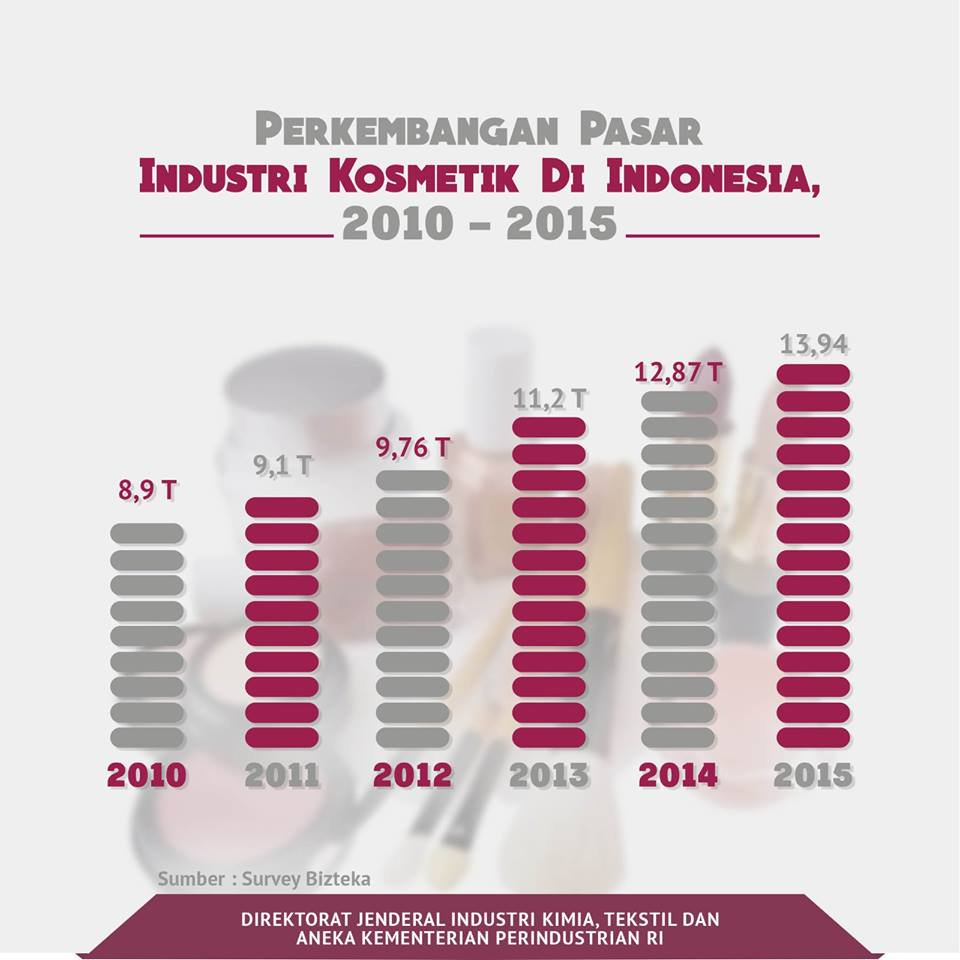 Perkembangan Pasar
Industri Kosmetik Di Indonesia,
2010 - 2015
8,9 T
9,1 T
9,76 T
11,2 T
12,87 T
13,94
2010
2011
2012
2013
2014
2015
Sumber : Survey Bizteka
DIREKTORAT JENDERAL INDUSTRI KIMIA, TEKSTIL DAN
ANEKA KEMENTERIAN PERINDUSTRIAN RI